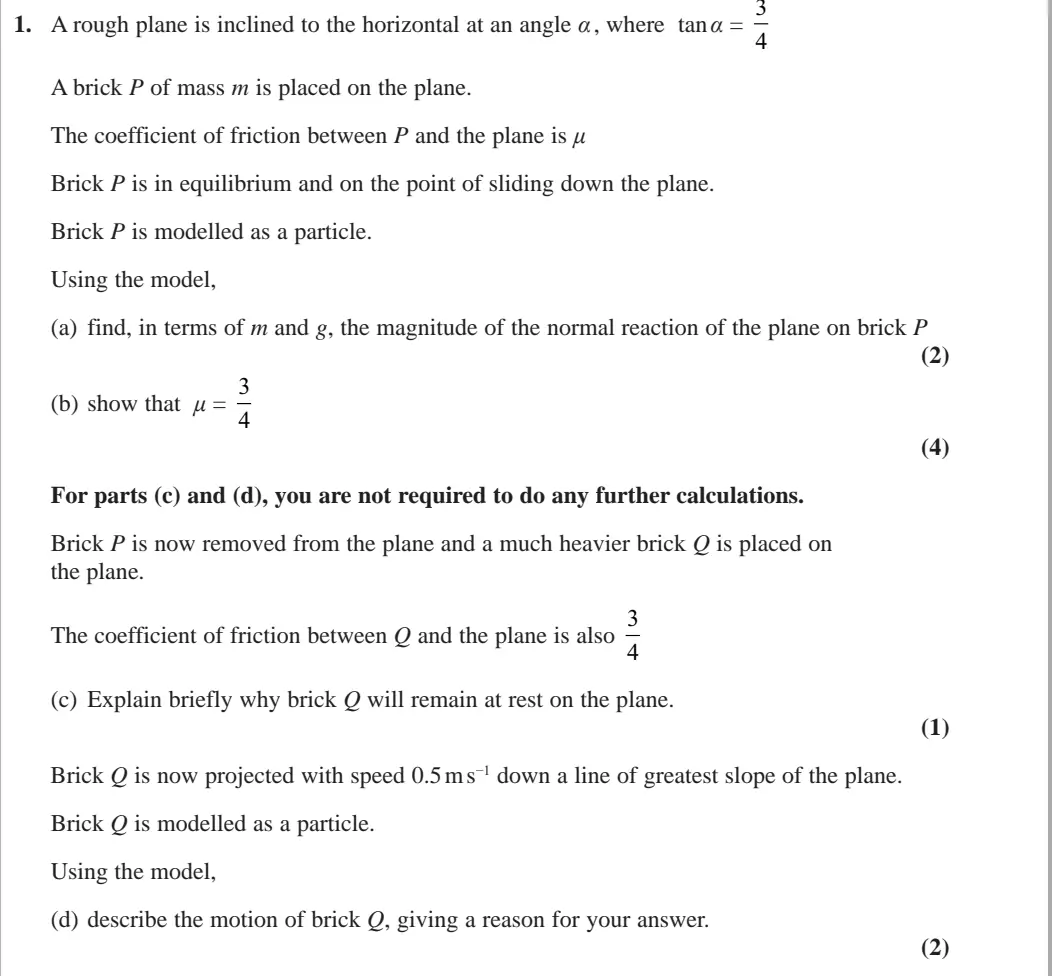 1. A rough plane is inclined to the horizontal at an angle α, where tan α = 3/4
A brick P of mass m is placed on the plane.
The coefficient of friction between P and the plane is μ
Brick P is in equilibrium and on the point of sliding down the plane.
Brick P is modelled as a particle.
Using the model,
(a) find, in terms of m and g, the magnitude of the normal reaction of the plane on brick P
(2)
(b) show that μ = 3/4
(4)
For parts (c) and (d), you are not required to do any further calculations.
Brick P is now removed from the plane and a much heavier brick Q is placed on
the plane.
The coefficient of friction between Q and the plane is also 3/4
(c) Explain briefly why brick Q will remain at rest on the plane.
(1)
Brick Q is now projected with speed 0.5 m s⁻¹ down a line of greatest slope of the plane.
Brick Q is modelled as a particle.
Using the model,
(d) describe the motion of brick Q, giving a reason for your answer.
(2)